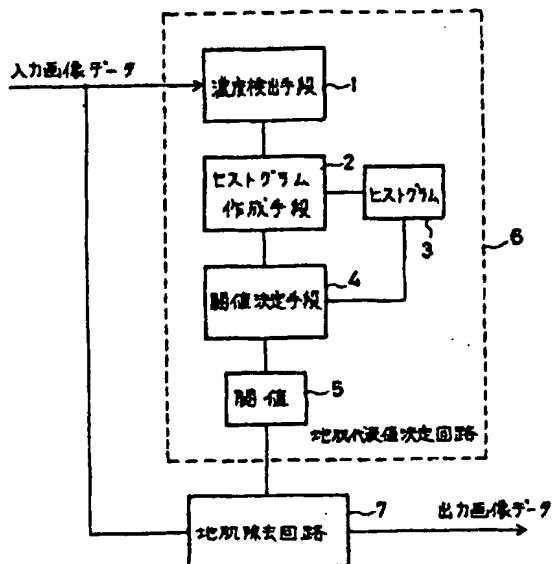 入力画像データ
濃度検出手段
1
ヒストグラム
作成手段
2
ヒストグラム
3
6
閾値決定手段
4
閾値
5
地肌代表値決定回路
地肌除去回路
7
出力画像データ